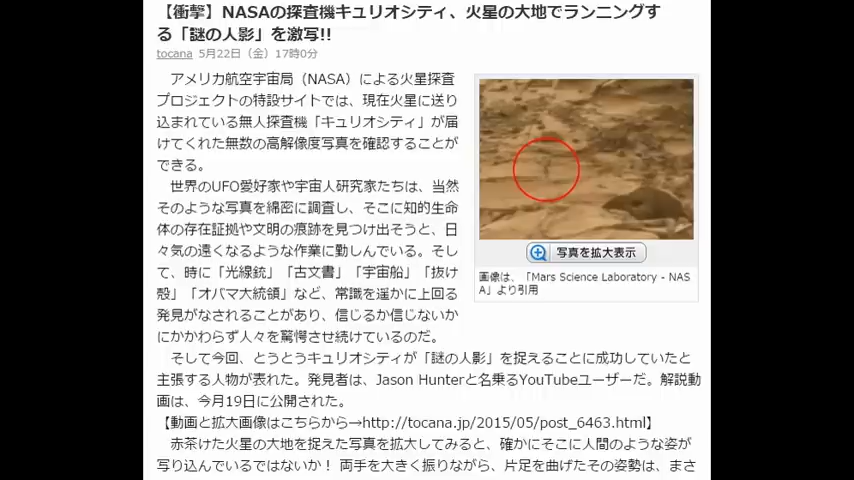 【衝撃】NASAの探査機キュリオシティ、火星の大地でランニングす
る「謎の人影」を激写!!
tocana 5月22日（金）17時0分
アメリカ航空宇宙局（NASA）による火星探査
プロジェクトの特設サイトでは、現在火星に送り
込まれている無人探査機「キュリオシティ」が届
けてくれた無数の高解像度写真を確認することが
できる。
世界のUFO愛好家や宇宙人研究家たちは、当然
そのような写真を綿密に調査し、そこに知的生命
体の存在証拠や文明の痕跡を見つけ出そうと、日
々気の遠くなるような作業に勤しんでいる。そし
て、時に「光線銃」「古文書」「宇宙船」「抜け
殻」「オバマ大統領」など、常識を遥かに上回る
発見がなされることがあり、信じるか信じないか
にかかわらず人々を驚愕させ続けているのだ。
写真を拡大表示
画像は、「Mars Science Laboratory - NAS
A」より引用
そして今回、とうとうキュリオシティが「謎の人影」を捉えることに成功していたと
主張する人物が表れた。発見者は、Jason Hunterと名乗るYouTubeユーザーだ。解説動
画は、今月19日に公開された。
【動画と拡大画像はこちらから→http://tocana.jp/2015/05/post_6463.html】
赤茶けた火星の大地を捉えた写真を拡大してみると、確かにそこに人間のような姿が
写り込んでいるではないか！ 両手を大きく振りながら、片足を曲げたその姿勢は、まさ